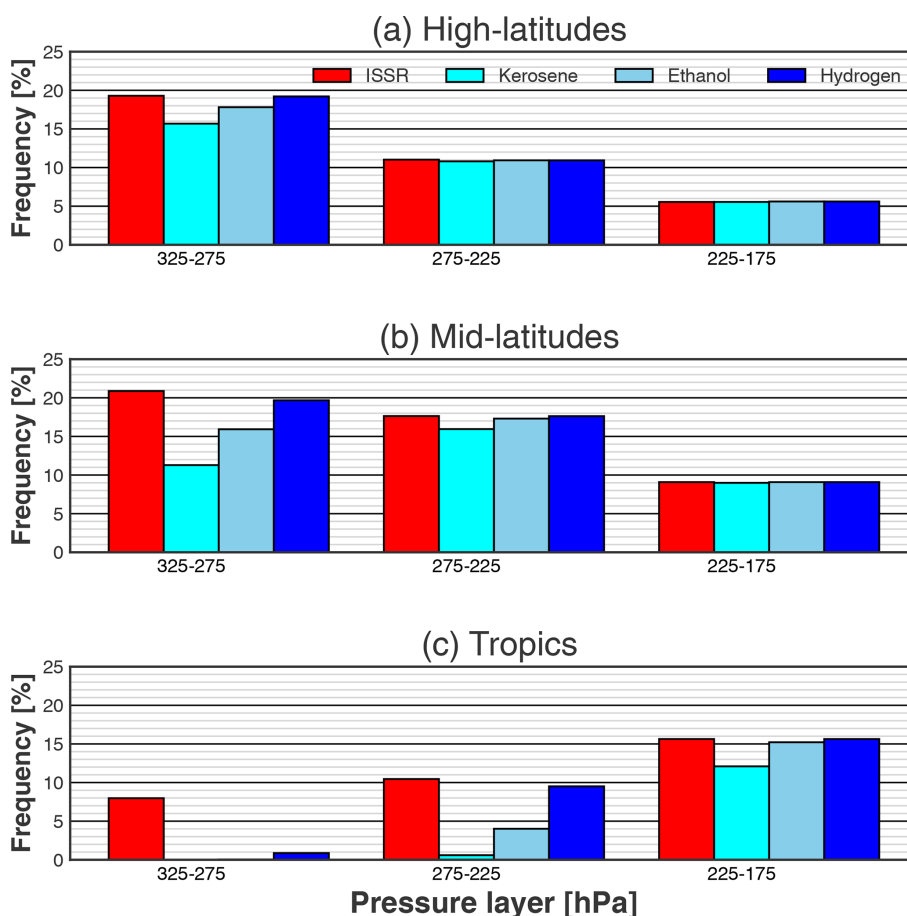 (a) High-latitudes
Frequency [%]
25
20
15
10
5
0
ISSR Kerosene Ethanol Hydrogen
325-275 275-225 225-175
(b) Mid-latitudes
Frequency [%]
25
20
15
10
5
0
325-275 275-225 225-175
(c) Tropics
Frequency [%]
25
20
15
10
5
0
325-275 275-225 225-175
Pressure layer [hPa]